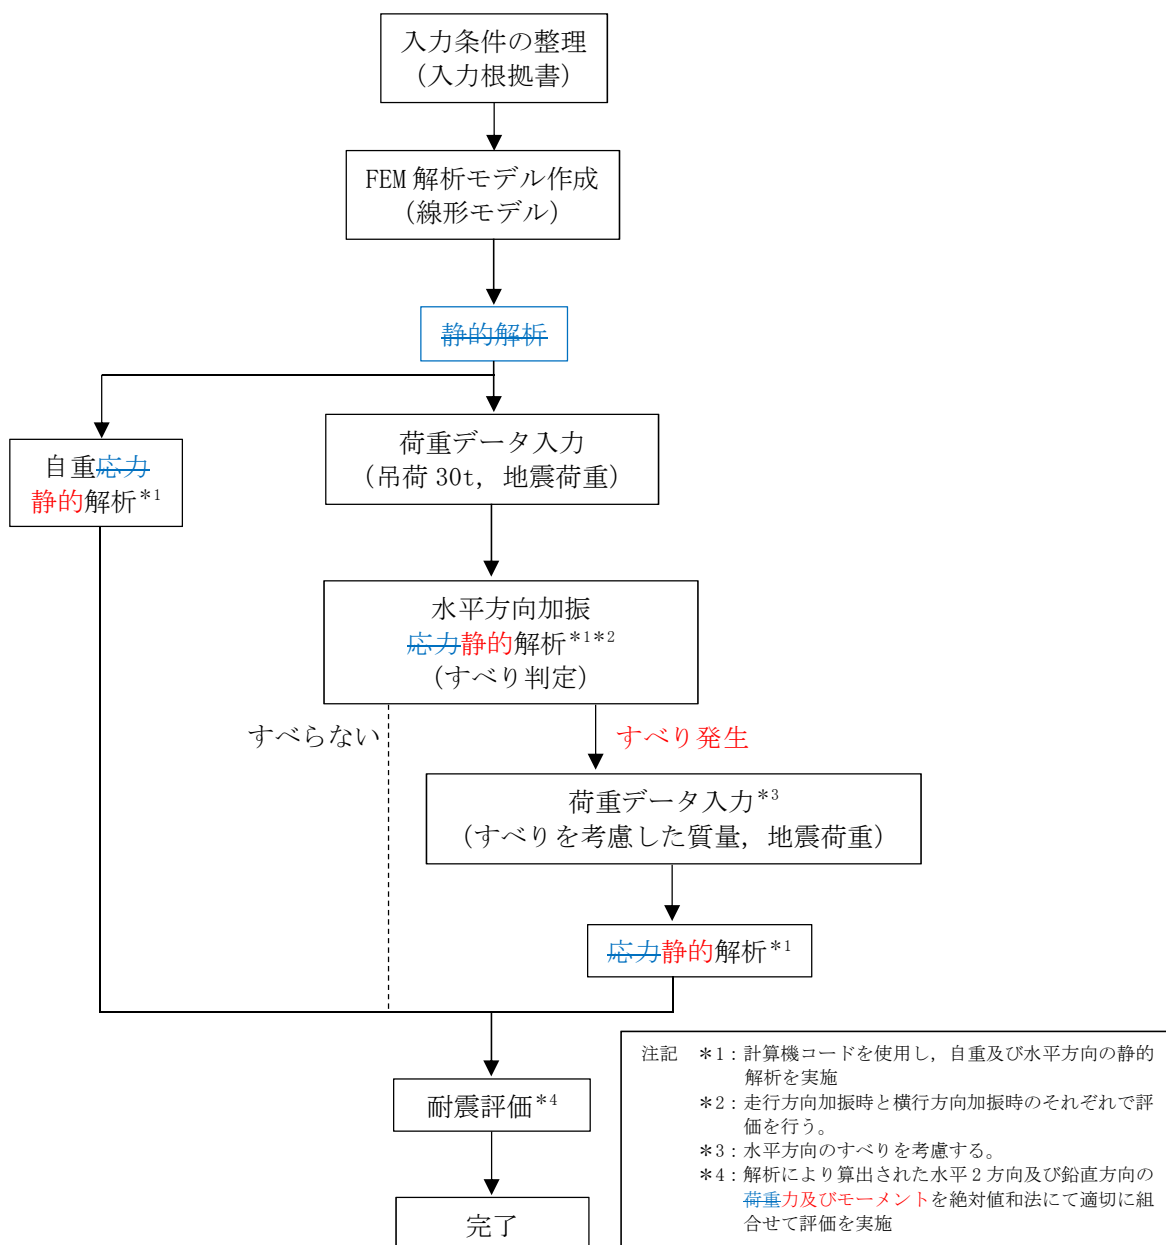 入力条件の整理
（入力根拠書）
FEM 解析モデル作成
（線形モデル）
静的解析
自重応力
静的解析*1
荷重データ入力
（吊荷 30t，地震荷重）
水平方向加振
応力静的解析*1*2
（すべり判定）
すべらない
すべり発生
荷重データ入力*3
（すべりを考慮した質量，地震荷重）
応力静的解析*1
耐震評価*4
完了
注記　＊1：計算機コードを使用し，自重及び水平方向の静的
解析を実施
＊2：走行方向加振時と横行方向加振時のそれぞれで評
価を行う。
＊3：水平方向のすべりを考慮する。
＊4：解析により算出された水平２方向及び鉛直方向の
荷重力及びモーメントを絶対値和法にて適切に組
合せて評価を実施